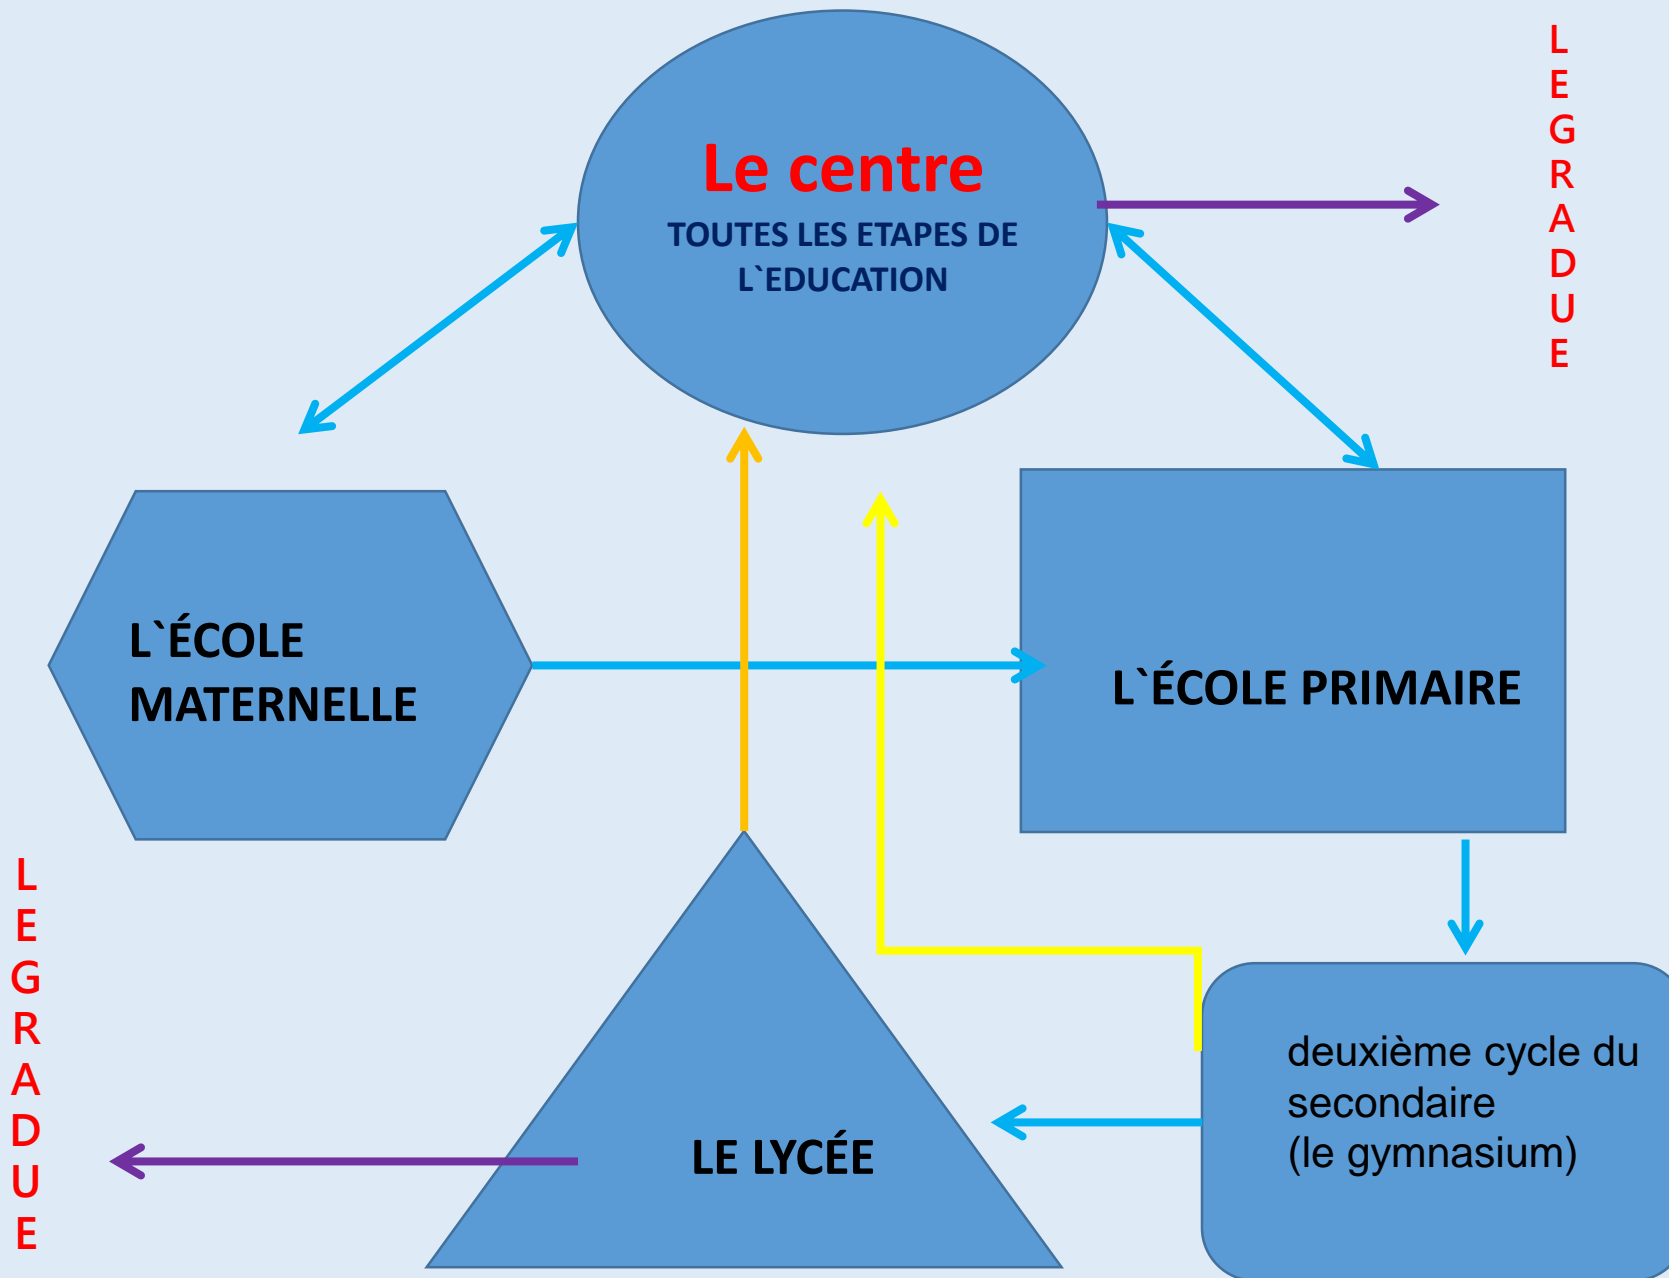 Le centre
TOUTES LES ETAPES DE
L`EDUCATION
L
E
G
R
A
D
U
E
L`ÉCOLE
MATERNELLE
L`ÉCOLE PRIMAIRE
L
E
G
R
A
D
U
E
LE LYCÉE
deuxième cycle du
secondaire
(le gymnasium)